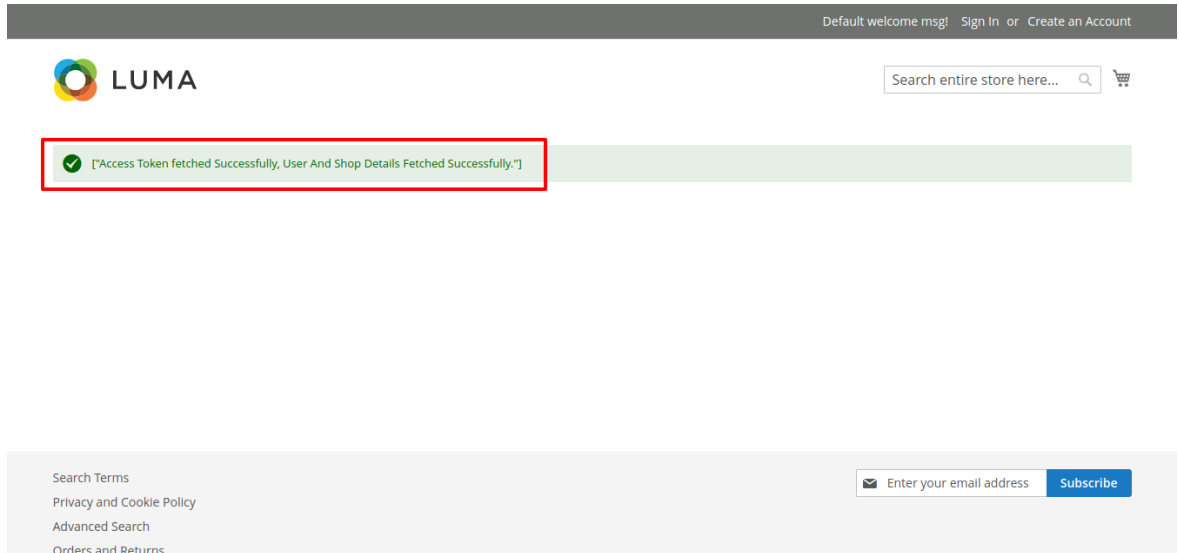 Default welcome msg! Sign In or Create an Account
LUMA
Search entire store here...
["Access Token fetched Successfully, User And Shop Details Fetched Successfully."]
Search Terms
Enter your email address Subscribe
Privacy and Cookie Policy
Advanced Search
Orders and Returns